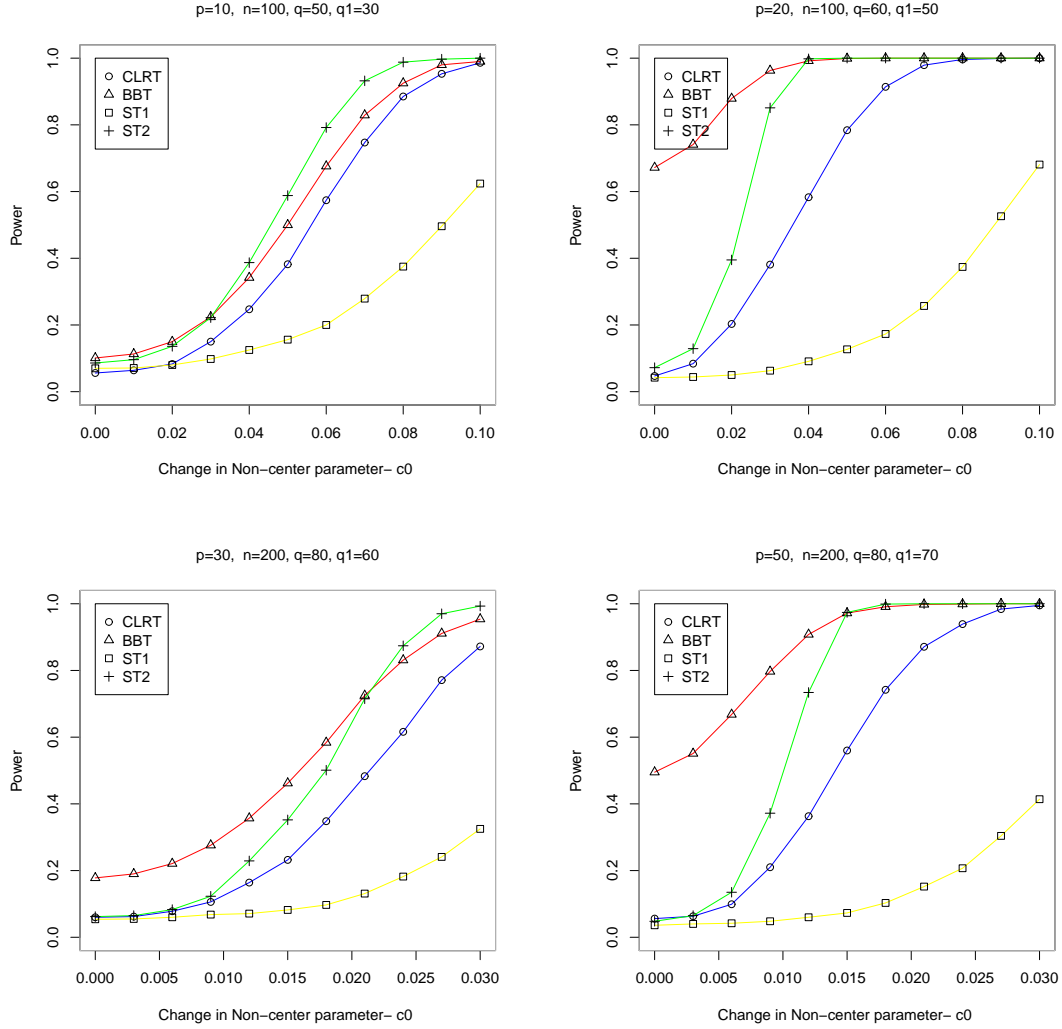 p=10, n=100, q=50, q1=30
Power
0.0 0.2 0.4 0.6 0.8 1.0
CLRT
BBT
ST1
ST2
0.00 0.02 0.04 0.06 0.08 0.10
Change in Non−center parameter− c0
p=20, n=100, q=60, q1=50
Power
0.0 0.2 0.4 0.6 0.8 1.0
CLRT
BBT
ST1
ST2
0.00 0.02 0.04 0.06 0.08 0.10
Change in Non−center parameter− c0
p=30, n=200, q=80, q1=60
Power
0.0 0.2 0.4 0.6 0.8 1.0
CLRT
BBT
ST1
ST2
0.000 0.005 0.010 0.015 0.020 0.025 0.030
Change in Non−center parameter− c0
p=50, n=200, q=80, q1=70
Power
0.0 0.2 0.4 0.6 0.8 1.0
CLRT
BBT
ST1
ST2
0.000 0.005 0.010 0.015 0.020 0.025 0.030
Change in Non−center parameter− c0